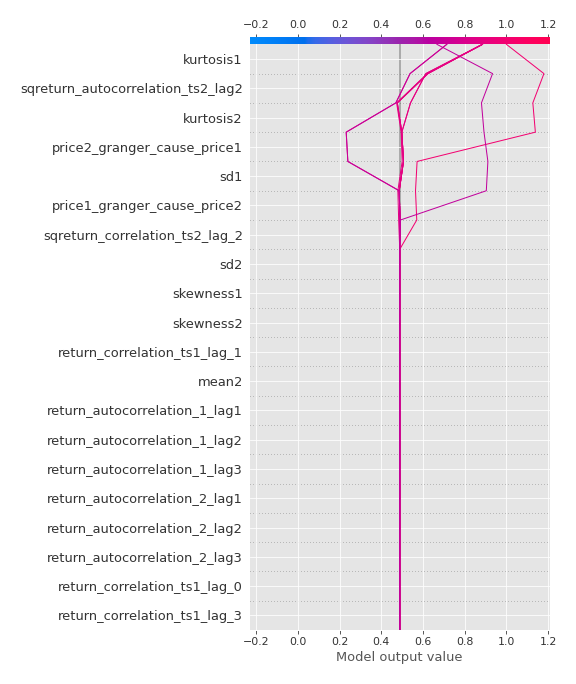 −0.2 0.0 0.2 0.4 0.6 0.8 1.0 1.2
kurtosis1
sqreturn_autocorrelation_ts2_lag2
kurtosis2
price2_granger_cause_price1
sd1
price1_granger_cause_price2
sqreturn_correlation_ts2_lag_2
sd2
skewness1
skewness2
return_correlation_ts1_lag_1
mean2
return_autocorrelation_1_lag1
return_autocorrelation_1_lag2
return_autocorrelation_1_lag3
return_autocorrelation_2_lag1
return_autocorrelation_2_lag2
return_autocorrelation_2_lag3
return_correlation_ts1_lag_0
return_correlation_ts1_lag_3
−0.2 0.0 0.2 0.4 0.6 0.8 1.0 1.2
Model output value